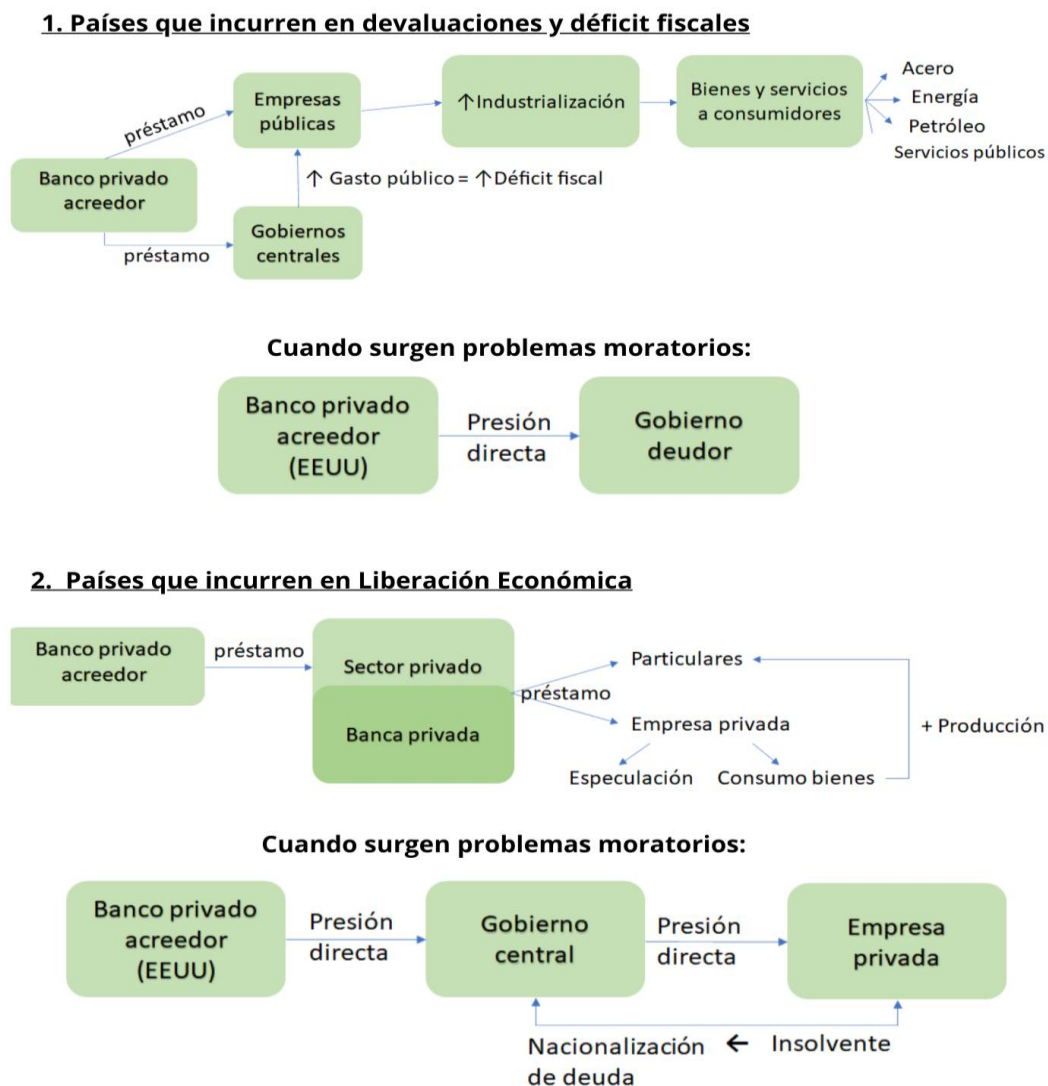 1. Países que incurren en devaluaciones y déficit fiscales
Banco privado
acreedor
préstamo
préstamo
Empresas
públicas
↑ Gasto público = ↑Déficit fiscal
Gobiernos
centrales
↑Industrialización
Bienes y servicios
a consumidores
Acero
Energía
Petróleo
Servicios públicos
Cuando surgen problemas moratorios:
Banco privado
acreedor
(EEUU)
Presión
directa
Gobierno
deudor
2. Países que incurren en Liberación Económica
Banco privado
acreedor
préstamo
Sector privado
Banca privada
préstamo
Particulares
Empresa privada
Especulación
Consumo bienes
+ Producción
Cuando surgen problemas moratorios:
Banco privado
acreedor
(EEUU)
Presión
directa
Gobierno
central
Presión
directa
Empresa
privada
Nacionalización
de deuda
← Insolvente